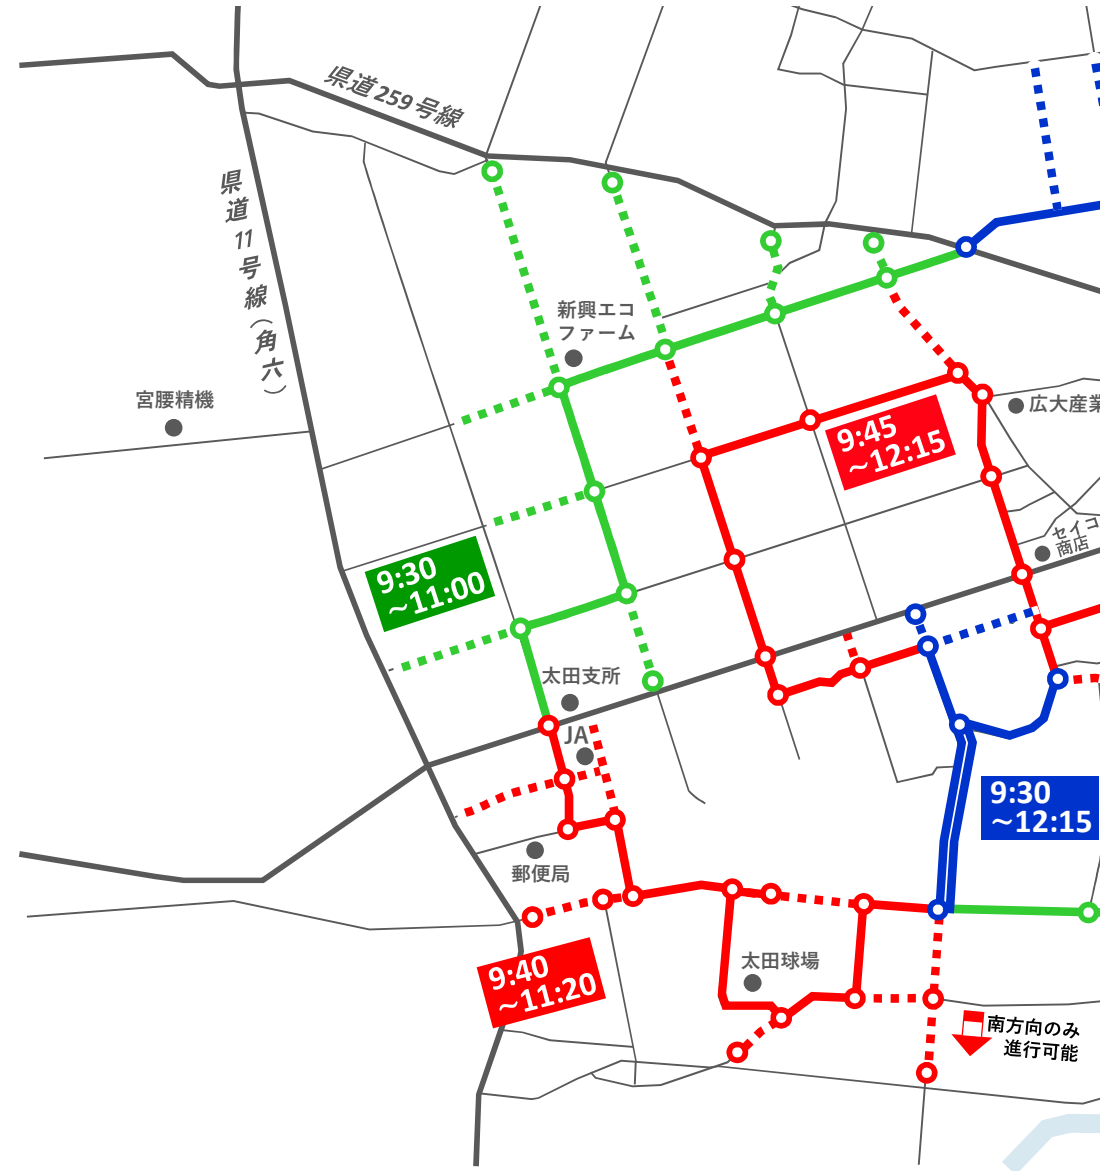 県道259号線
県道11号線(角六)
新興エコ
ファーム
宮腰精機
広大産業
9:45
～12:15
セイコ
商店
9:30
～11:00
太田支所
JA
9:30
～12:15
郵便局
太田球場
9:40
～11:20
南方向のみ
進行可能